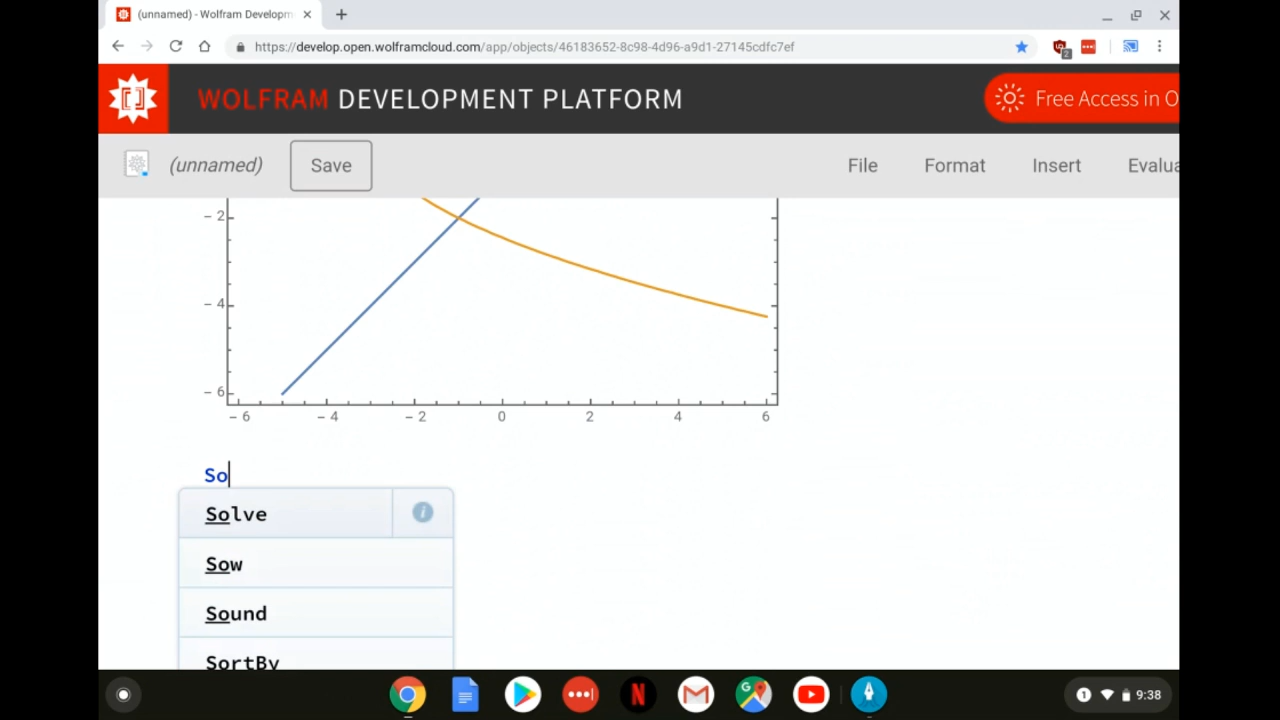 (unnamed) - Wolfram Developm
https://develop.open.wolframcloud.com/app/objects/46183652-8c98-4d96-a9d1-27145cdfc7ef
2
WOLFRAM DEVELOPMENT PLATFORM
Free Access in O
(unnamed) Save File Format Insert Evalua
- 2
- 4
- 6
- 6 - 4 - 2 0 2 4 6
So
Solve
Sow
Sound
SortBy
1 9:38